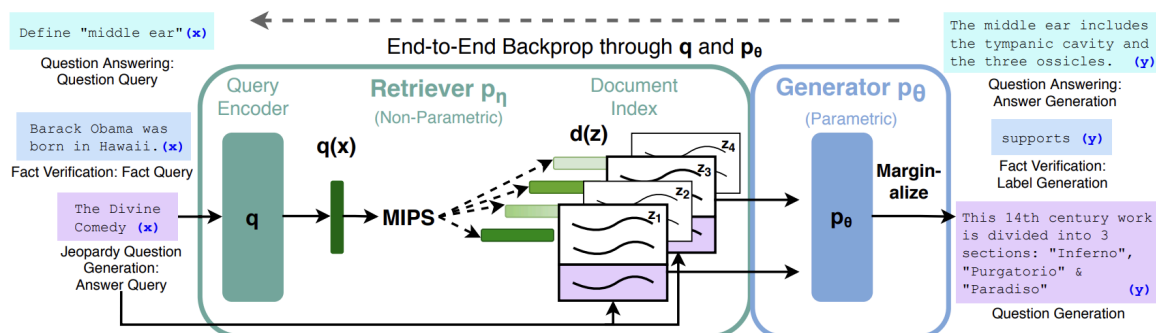 Define "middle ear" (x)
Question Answering:
Question Query
Barack Obama was
born in Hawaii. (x)
Fact Verification: Fact Query
The Divine
Comedy (x)
Jeopardy Question
Generation:
Answer Query
End-to-End Backprop through q and pθ
Query
Encoder
q
q(x)
Retriever pη
(Non-Parametric)
MIPS
Document
Index
d(z)
z4
z3
z2
z1
Generator pθ
(Parametric)
pθ
Margin-
alize
The middle ear includes
the tympanic cavity and
the three ossicles. (y)
Question Answering:
Answer Generation
supports (y)
Fact Verification:
Label Generation
This 14th century work
is divided into 3
sections: "Inferno",
"Purgatorio" &
"Paradiso" (y)
Question Generation